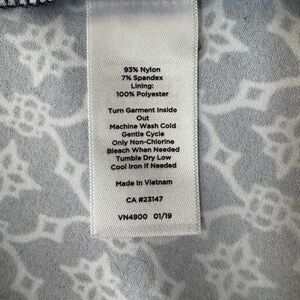 93% Nylon
7% Spandex
Lining:
100% Polyester
Turn Garment Inside
Out
Machine Wash Cold
Gentle Cycle
Only Non-Chlorine
Bleach When Needed
Tumble Dry Low
Cool Iron If Needed
Made In Vietnam
CA #23147
VN4900 01/19